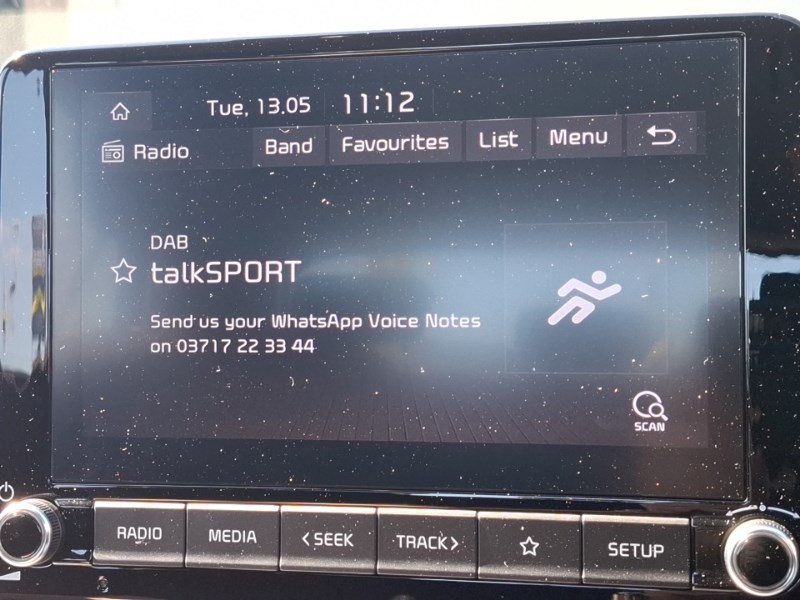 Tue, 13.05 11:12
Radio Band Favourites List Menu
DAB
talkSPORT
Send us your WhatsApp Voice Notes
on 03717 22 33 44
SCAN
RADIO MEDIA <SEEK TRACK> SETUP